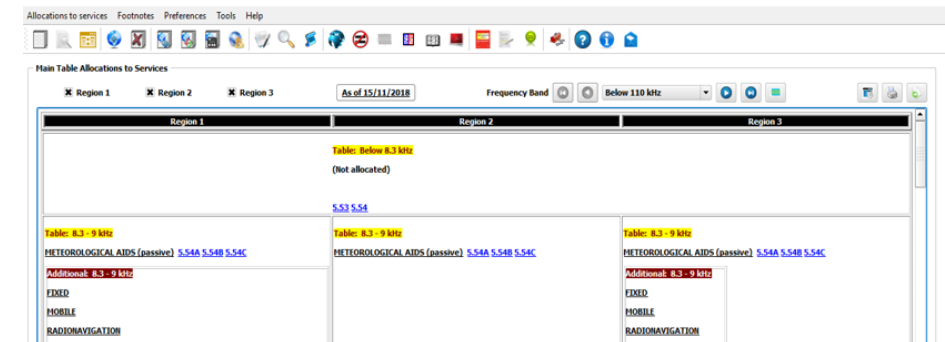 Allocations to services Footnotes Preferences Tools Help
Main Table Allocations to Services
Region 1 Region 2 Region 3 As of 15/11/2018 Frequency Band Below 110 kHz
Region 1 Region 2 Region 3
Table: Below 8.3 kHz
(Not allocated)
5.53 5.54
Table: 8.3 - 9 kHz Table: 8.3 - 9 kHz Table: 8.3 - 9 kHz
METEOROLOGICAL AIDS (passive) 5.54A 5.54B 5.54C METEOROLOGICAL AIDS (passive) 5.54A 5.54B 5.54C METEOROLOGICAL AIDS (passive) 5.54A 5.54B 5.54C
Additional: 8.3 - 9 kHz Additional: 8.3 - 9 kHz
FIXED FIXED
MOBILE MOBILE
RADIONAVIGATION RADIONAVIGATION